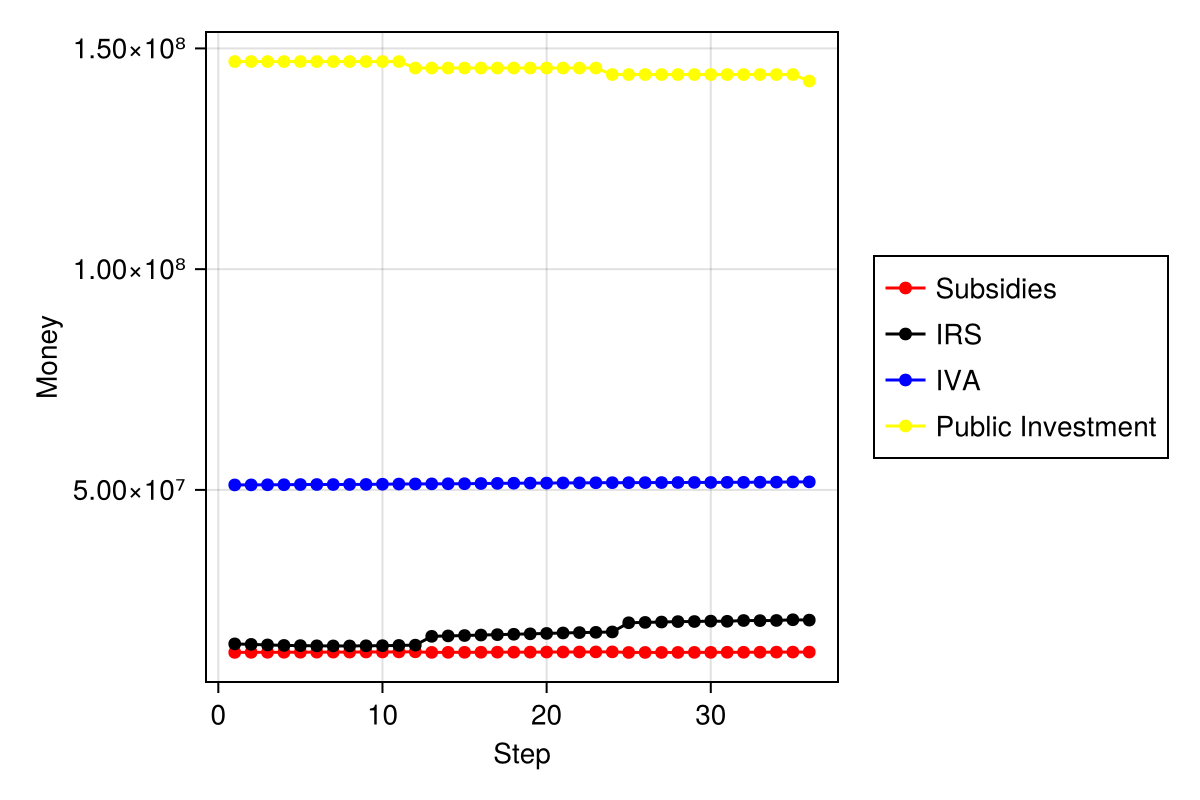 1.50×10⁸
1.00×10⁸
5.00×10⁷
Money
0 10 20 30
Step
Subsidies
IRS
IVA
Public Investment